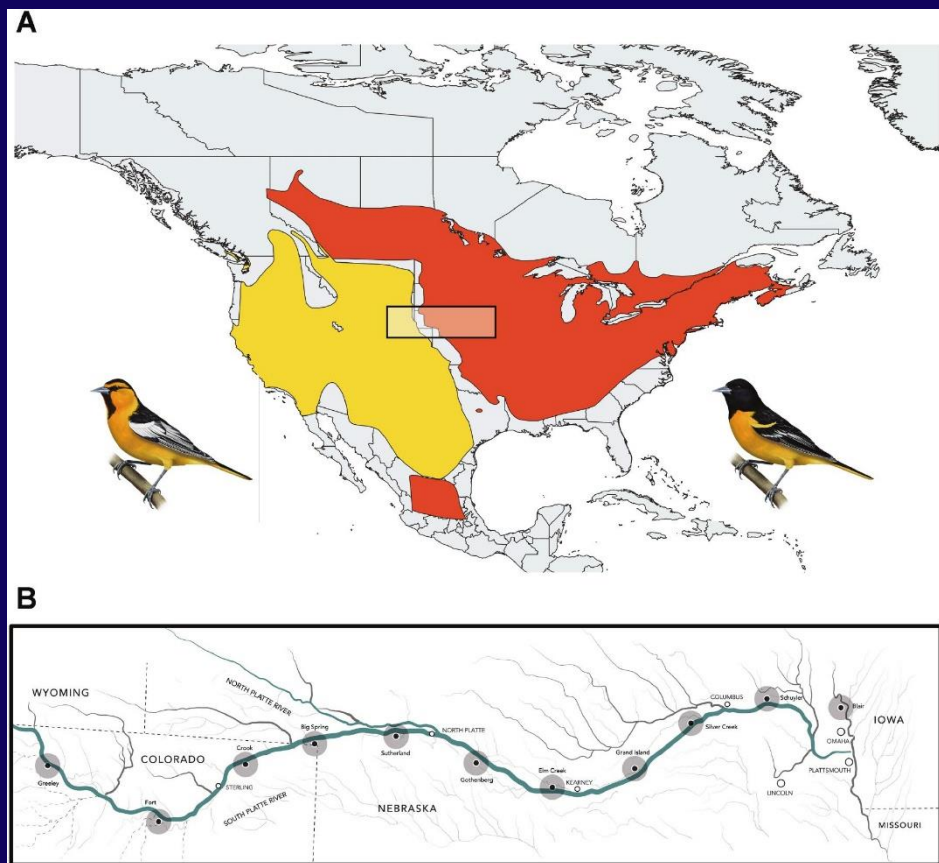 A
B
WYOMING
NORTH PLATTE RIVER
COLUMBUS
Schuyler
Blair
IOWA
Big Spring
Silver Creek
Crook
Sutherland
NORTH PLATTE
Grand Island
OMAHA
COLORADO
Elm Creek
PLATTSMOUTH
Greeley
STERLING
Gothenberg
KEARNEY
LINCOLN
Fort
SOUTH PLATTE RIVER
NEBRASKA
MISSOURI